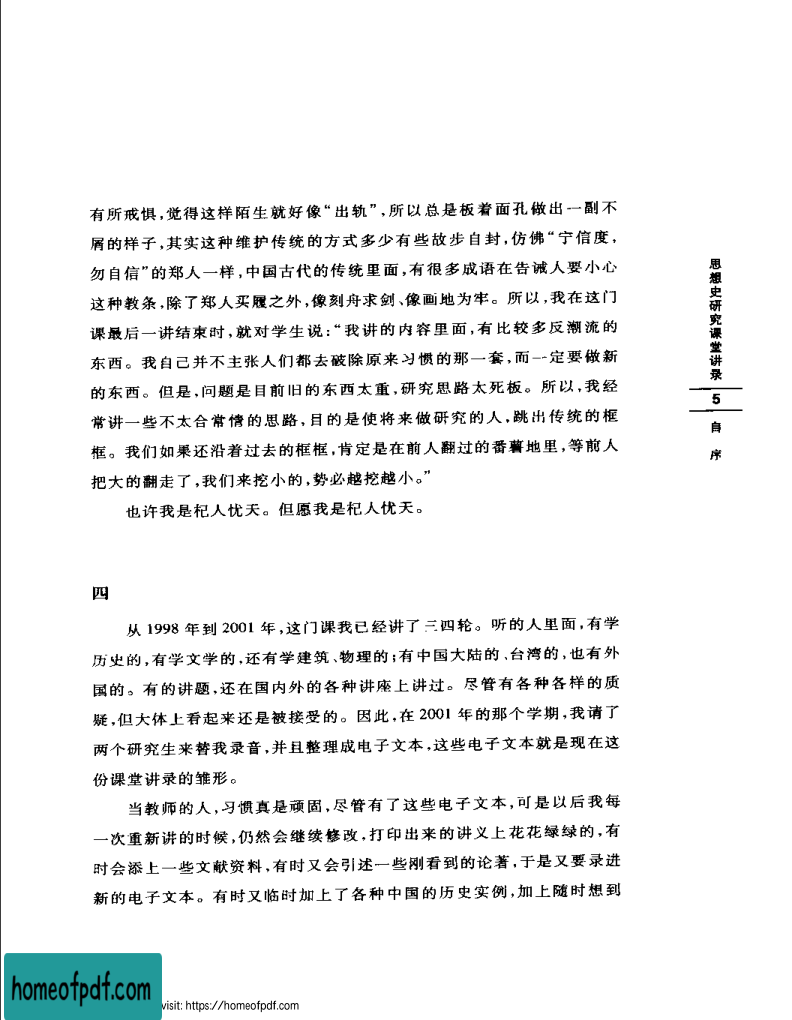 有所戒惧，觉得这样陌生就好像“出轨”，所以总是板着面孔做出一副不
屑的样子，其实这种维护传统的方式多少有些故步自封，仿佛“宁信度，
勿自信”的郑人一样，中国古代的传统里面，有很多成语在告诫人要小心
这种教条，除了郑人买履之外，像刻舟求剑、像画地为牢。所以，我在这门
课最后一讲结束时，就对学生说：“我讲的内容里面，有比较多反潮流的
东西。我自己并不主张人们都去破除原来习惯的那一套，而一定要做新
的东西。但是，问题是目前旧的东西太重，研究思路太死板。所以，我经
常讲一些不太合常情的思路，目的是使将来做研究的人，跳出传统的框
框。我们如果还沿着过去的框框，肯定是在前人翻过的番薯地里，等前人
把大的翻走了，我们来挖小的，势必越挖越小。”
也许我是杞人忧天。但愿我是杞人忧天。
四
从 1998 年到 2001 年，这门课我已经讲了三四轮。听的人里面，有学
历史的，有学文学的，还有学建筑、物理的；有中国大陆的、台湾的，也有外
国的。有的讲题，还在国内外的各种讲座上讲过。尽管有各种各样的质
疑，但大体上看起来还是被接受的。因此，在 2001 年的那个学期，我请了
两个研究生来替我录音，并且整理成电子文本，这些电子文本就是现在这
份课堂讲录的雏形。
当教师的人，习惯真是顽固，尽管有了这些电子文本，可是以后我每
一次重新讲的时候，仍然会继续修改，打印出来的讲义上花花绿绿的，有
时会添上一些文献资料，有时又会引述一些刚看到的论著，于是又要录进
新的电子文本。有时又临时加上了各种中国的历史实例，加上随时想到
思想史研究课堂讲录
5
自序
homeofpdf.com
visit: https://homeofpdf.com